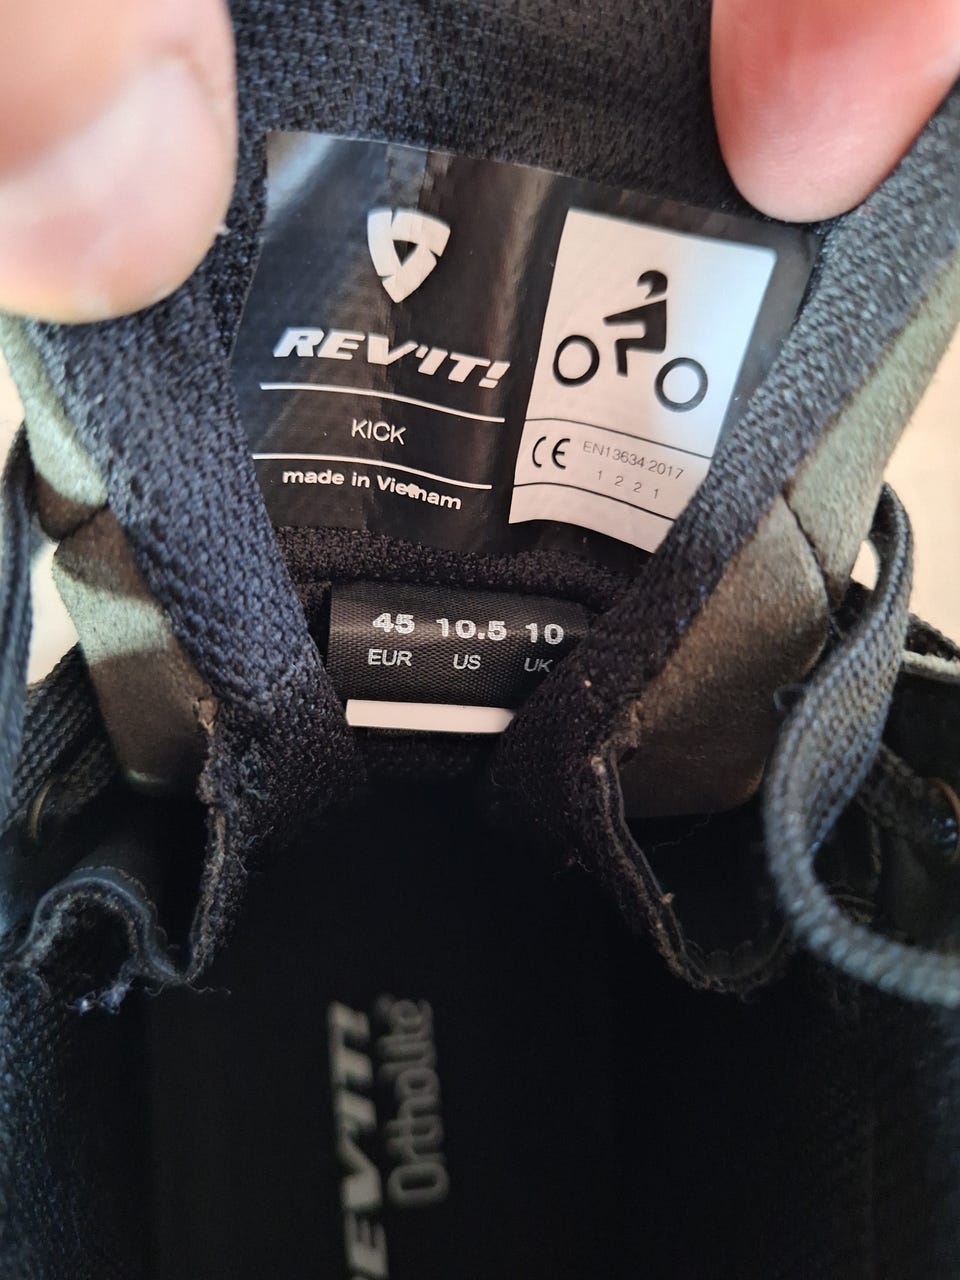 REV'IT!
KICK
made in Vietnam
CE EN13634:2017
1 2 2 1
45 10.5 10
EUR US UK
REV'IT!
Ortholite®